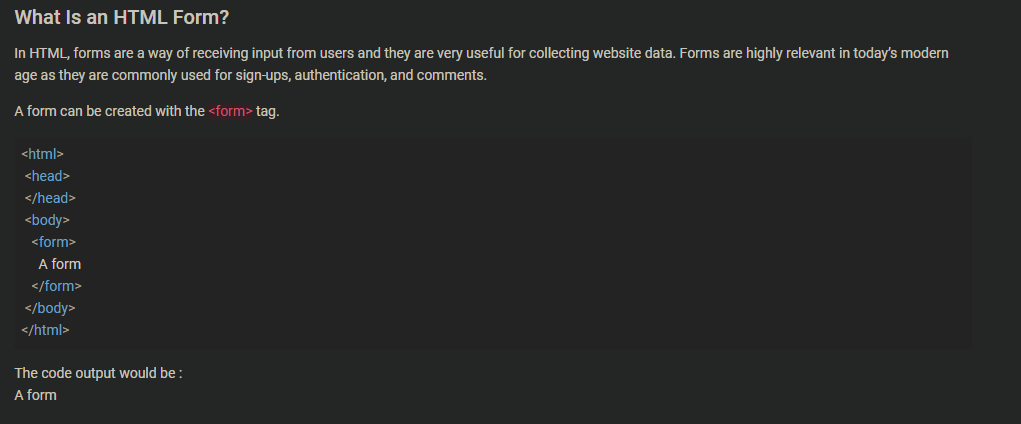 What Is an HTML Form?
In HTML, forms are a way of receiving input from users and they are very useful for collecting website data. Forms are highly relevant in today's modern
age as they are commonly used for sign-ups, authentication, and comments.
A form can be created with the <form> tag.
<html>
<head>
</head>
<body>
<form>
A form
</form>
</body>
</html>
The code output would be :
A form